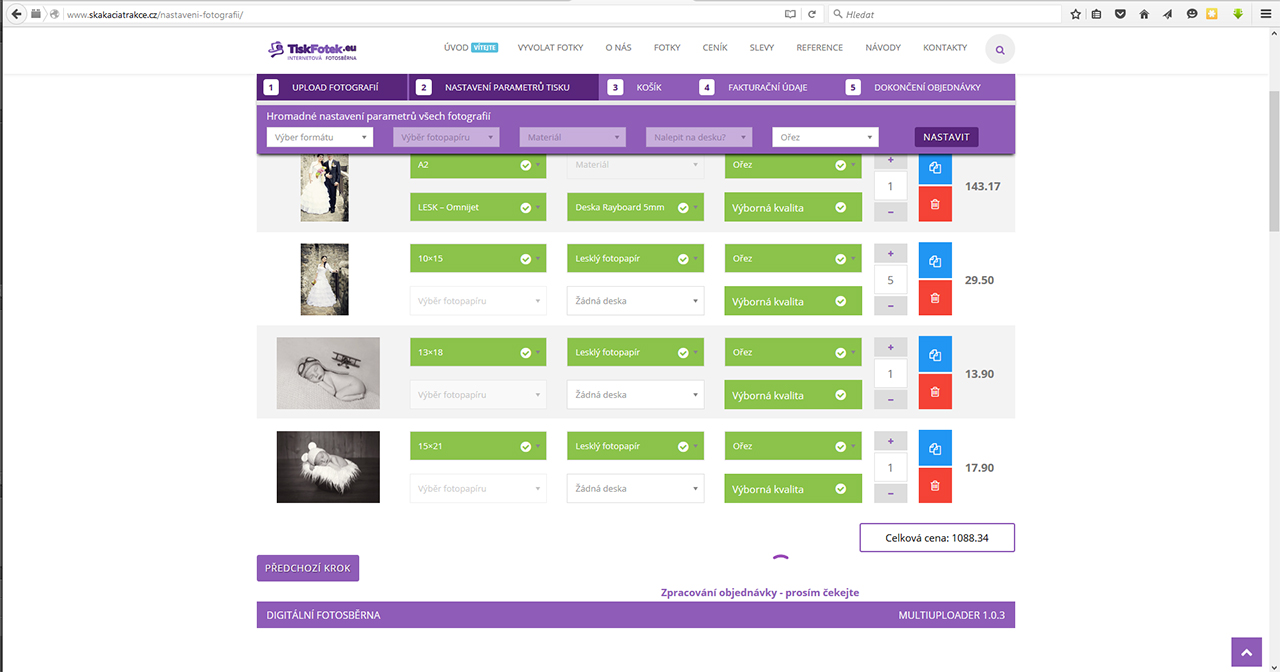 www.skakaciatrakce.cz/nastaveni-fotografii/
Hledat
TiskFotek.eu
INTERNETOVÁ FOTOSBĚRNA
ÚVOD VÍTEJTE VYVOLAT FOTKY O NÁS FOTKY CENÍK SLEVY REFERENCE NÁVODY KONTAKTY
1 UPLOAD FOTOGRAFIÍ 2 NASTAVENÍ PARAMETRŮ TISKU 3 KOŠÍK 4 FAKTURAČNÍ ÚDAJE 5 DOKONČENÍ OBJEDNÁVKY
Hromadné nastavení parametrů všech fotografií
Výber formátu Výběr fotopapíru Materiál Nalepit na desku? Ořez NASTAVIT
A2 Materiál Ořez +
1 143.17
LESK – Omnijet Deska Rayboard 5mm Výborná kvalita −
10×15 Lesklý fotopapír Ořez +
5 29.50
Výběr fotopapíru Žádná deska Výborná kvalita −
13×18 Lesklý fotopapír Ořez +
1 13.90
Výběr fotopapíru Žádná deska Výborná kvalita −
15×21 Lesklý fotopapír Ořez +
1 17.90
Výběr fotopapíru Žádná deska Výborná kvalita −
Celková cena: 1088.34
PŘEDCHOZÍ KROK
Zpracování objednávky - prosím čekejte
DIGITÁLNÍ FOTOSBĚRNA MULTIUPLOADER 1.0.3